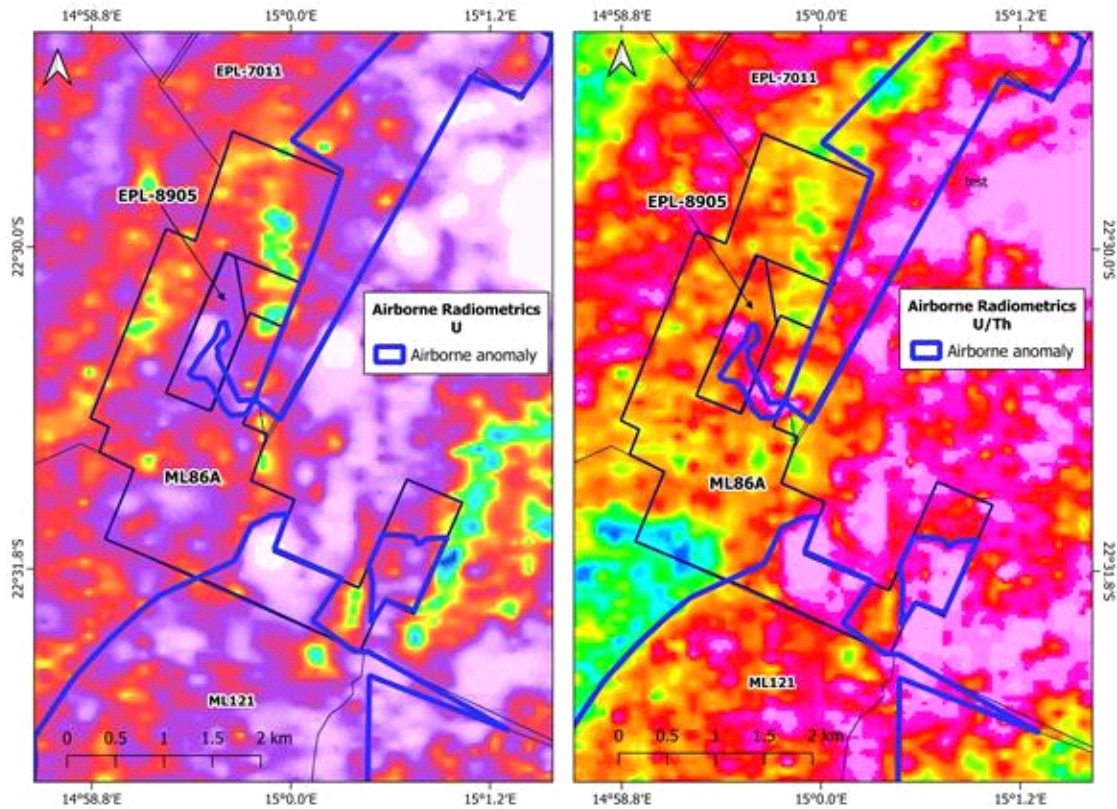 14°58.8'E 15°0.0'E 15°1.2'E
EPL-7011
EPL-8905
22°30.0'S
Airborne Radiometrics
U
Airborne anomaly
ML86A
22°31.8'S
ML121
0 0.5 1 1.5 2 km
14°58.8'E 15°0.0'E 15°1.2'E
14°58.8'E 15°0.0'E 15°1.2'E
EPL-7011
test
EPL-8905
22°30.0'S
Airborne Radiometrics
U/Th
Airborne anomaly
ML86A
22°31.8'S
ML121
0 0.5 1 1.5 2 km
14°58.8'E 15°0.0'E 15°1.2'E